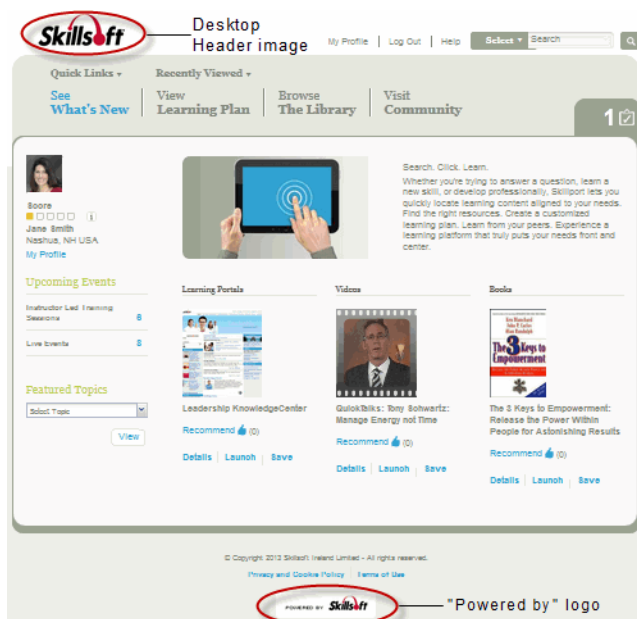 Skillsoft
Desktop
Header image
My Profile | Log Out | Help
Select
Search
Quick Links
Recently Viewed
See
What's New
View
Learning Plan
Browse
The Library
Visit
Community
1
Score
i
Jane Smith
Nashua, NH USA
My Profile
Search. Click. Learn.
Whether you're trying to answer a question, learn a
new skill, or develop professionally, Skillport lets you
quickly locate learning content aligned to your needs.
Find the right resources. Create a customized
learning plan. Learn from your peers. Experience a
learning platform that truly puts your needs front and
center.
Upcoming Events
Instructor Led Training
Sessions 6
Live Events 8
Featured Topics
Select Topic
View
Learning Portals
Leadership KnowledgeCenter
Recommend (0)
Details | Launch | Save
Videos
QuickTalks: Tony Schwartz:
Manage Energy not Time
Recommend (0)
Details | Launch | Save
Books
Ken Blanchard
John P. Carlos
Alan Randolph
The 3 Keys to
Empowerment
The 3 Keys to Empowerment:
Release the Power Within
People for Astonishing Results
Recommend (0)
Details | Launch | Save
© Copyright 2013 Skillsoft Ireland Limited - All rights reserved.
Privacy and Cookie Policy | Terms of Use
POWERED BY Skillsoft
"Powered by" logo